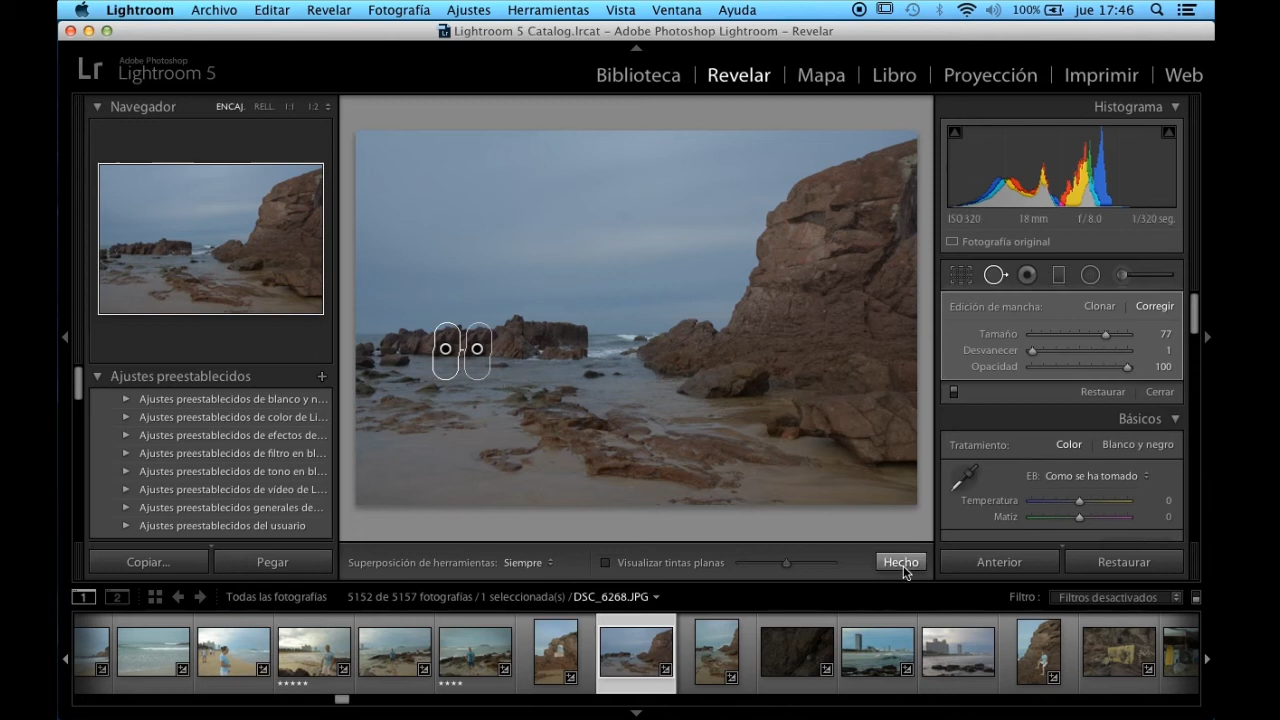 Lightroom Archivo Editar Revelar Fotografía Ajustes Herramientas Vista Ventana Ayuda 100% jue 17:46
Lightroom 5 Catalog.lrcat – Adobe Photoshop Lightroom – Revelar
Lr Adobe Photoshop
Lightroom 5
Biblioteca | Revelar | Mapa | Libro | Proyección | Imprimir | Web
Navegador ENCAJ. RELL. 1:1 1:2
Histograma
ISO 320 18 mm f / 8.0 1/320 seg.
Fotografía original
Edición de mancha: Clonar Corregir
Tamaño 77
Desvanecer 1
Opacidad 100
Restaurar Cerrar
Básicos
Tratamiento: Color Blanco y negro
EB: Como se ha tomado
Temperatura 0
Matiz 0
Ajustes preestablecidos +
Ajustes preestablecidos de blanco y n...
Ajustes preestablecidos de color de Li...
Ajustes preestablecidos de efectos de...
Ajustes preestablecidos de filtro en bl...
Ajustes preestablecidos de tono en bl...
Ajustes preestablecidos de vídeo de L...
Ajustes preestablecidos generales de...
Ajustes preestablecidos del usuario
Copiar... Pegar
Superposición de herramientas: Siempre Visualizar tintas planas Hecho
Anterior Restaurar
1 2 Todas las fotografías 5152 de 5157 fotografías / 1 seleccionada(s) / DSC_6268.JPG Filtro : Filtros desactivados
★★★★★ ★★★★